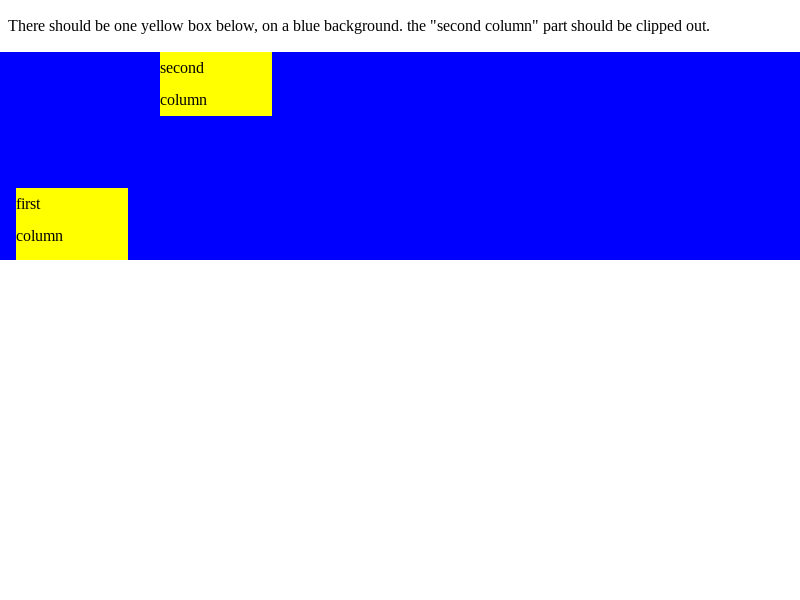 There should be one yellow box below, on a blue background. the "second column" part should be clipped out.
second
column
first
column